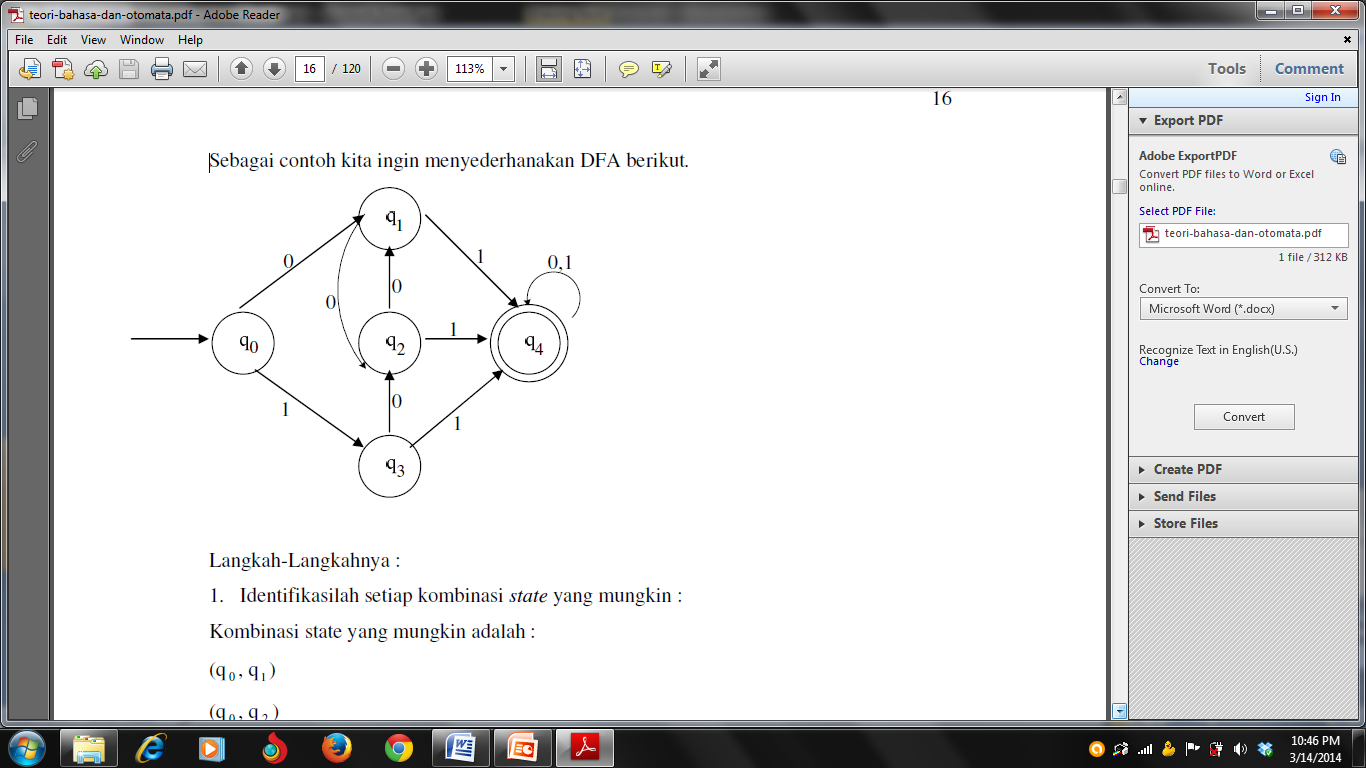 teori-bahasa-dan-otomata.pdf - Adobe Reader
File Edit View Window Help
16 / 120 113% Tools Comment
Sign In
16
Sebagai contoh kita ingin menyederhanakan DFA berikut.
q1
0
1
0,1
0
0
q0
q2
1
q4
1
0
1
q3
Langkah-Langkahnya :
1. Identifikasilah setiap kombinasi state yang mungkin :
Kombinasi state yang mungkin adalah :
(q 0 , q 1 )
(q 0 , q 2 )
Export PDF
Adobe ExportPDF
Convert PDF files to Word or Excel
online.
Select PDF File:
teori-bahasa-dan-otomata.pdf
1 file / 312 KB
Convert To:
Microsoft Word (*.docx)
Recognize Text in English(U.S.)
Change
Convert
Create PDF
Send Files
Store Files
10:46 PM
3/14/2014